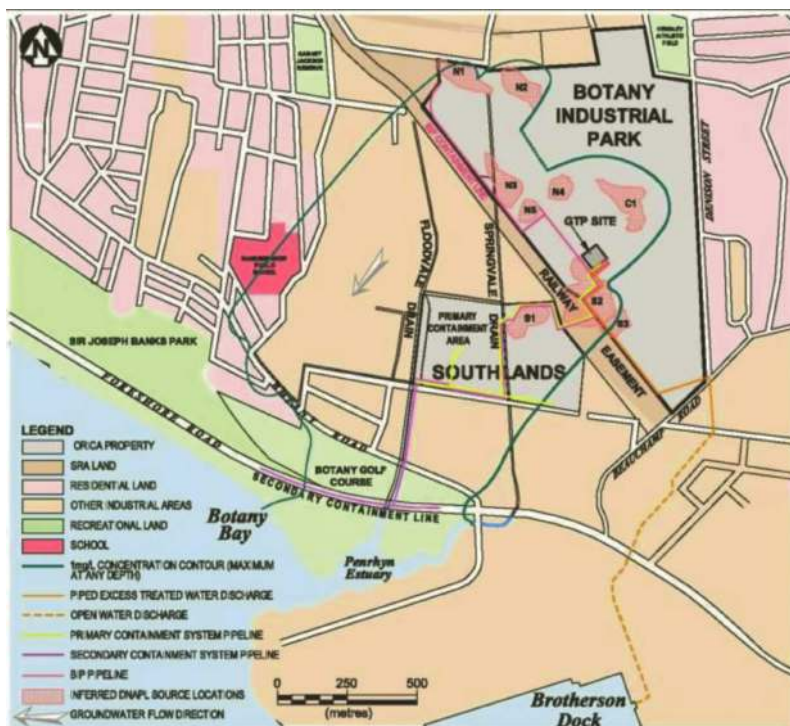 N
N1
N2
BOTANY
INDUSTRIAL
PARK
DENISON STREET
N3
N4
N5
C1
GTP SITE
FLOODVALE
DRAIN
SPRINGVALE
DRAIN
RAILWAY
EASEMENT
S1
S2
S3
PRIMARY
CONTAINMENT
AREA
SOUTHLANDS
SIR JOSEPH BANKS PARK
FORESHORE ROAD
ROAD
BEAUCHAMP ROAD
BOTANY GOLF
COURSE
SECONDARY CONTAINMENT LINE
Botany
Bay
Penrhyn
Estuary
LEGEND
ORICA PROPERTY
SRA LAND
RESIDENTIAL LAND
OTHER INDUSTRIAL AREAS
RECREATIONAL LAND
SCHOOL
1mg/L CONCENTRATION CONTOUR (MAXIMUM
AT ANY DEPTH)
PIPED EXCESS TREATED WATER DISCHARGE
OPEN WATER DISCHARGE
PRIMARY CONTAINMENT SYSTEM PIPELINE
SECONDARY CONTAINMENT SYSTEM PIPELINE
BIP PIPELINE
INFERRED DNAPL SOURCE LOCATIONS
GROUNDWATER FLOW DIRECTION
0 250 500
(metres)
Brotherson
Dock